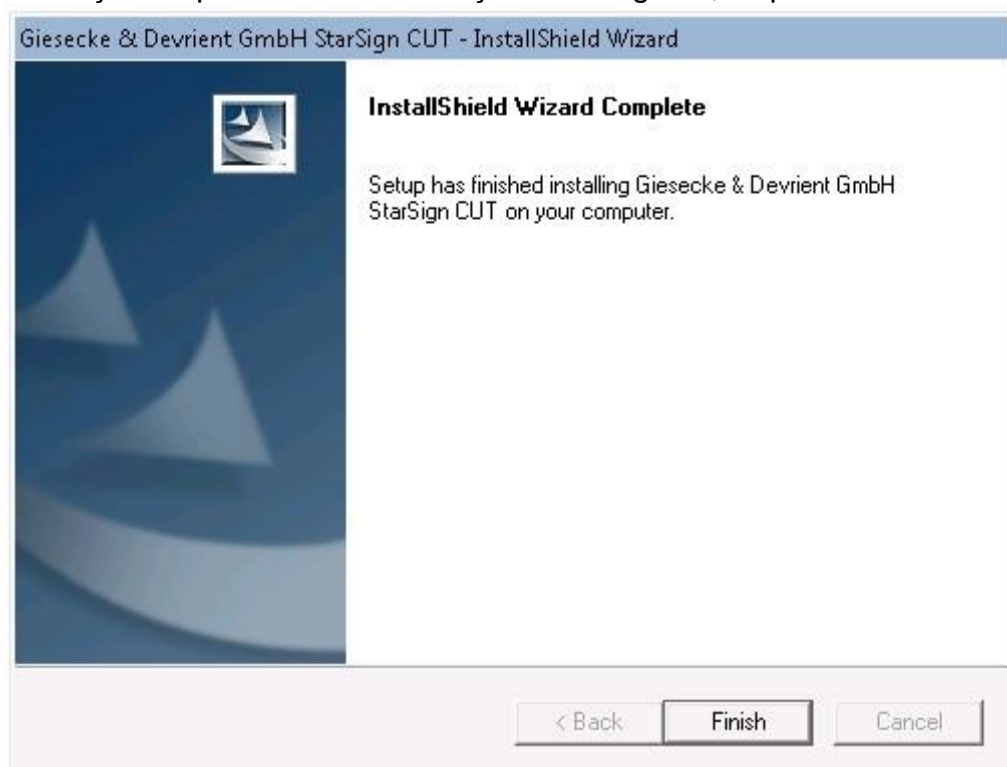 Giesecke & Devrient GmbH StarSign CUT - InstallShield Wizard
InstallShield Wizard Complete
Setup has finished installing Giesecke & Devrient GmbH
StarSign CUT on your computer.
< Back
Finish
Cancel